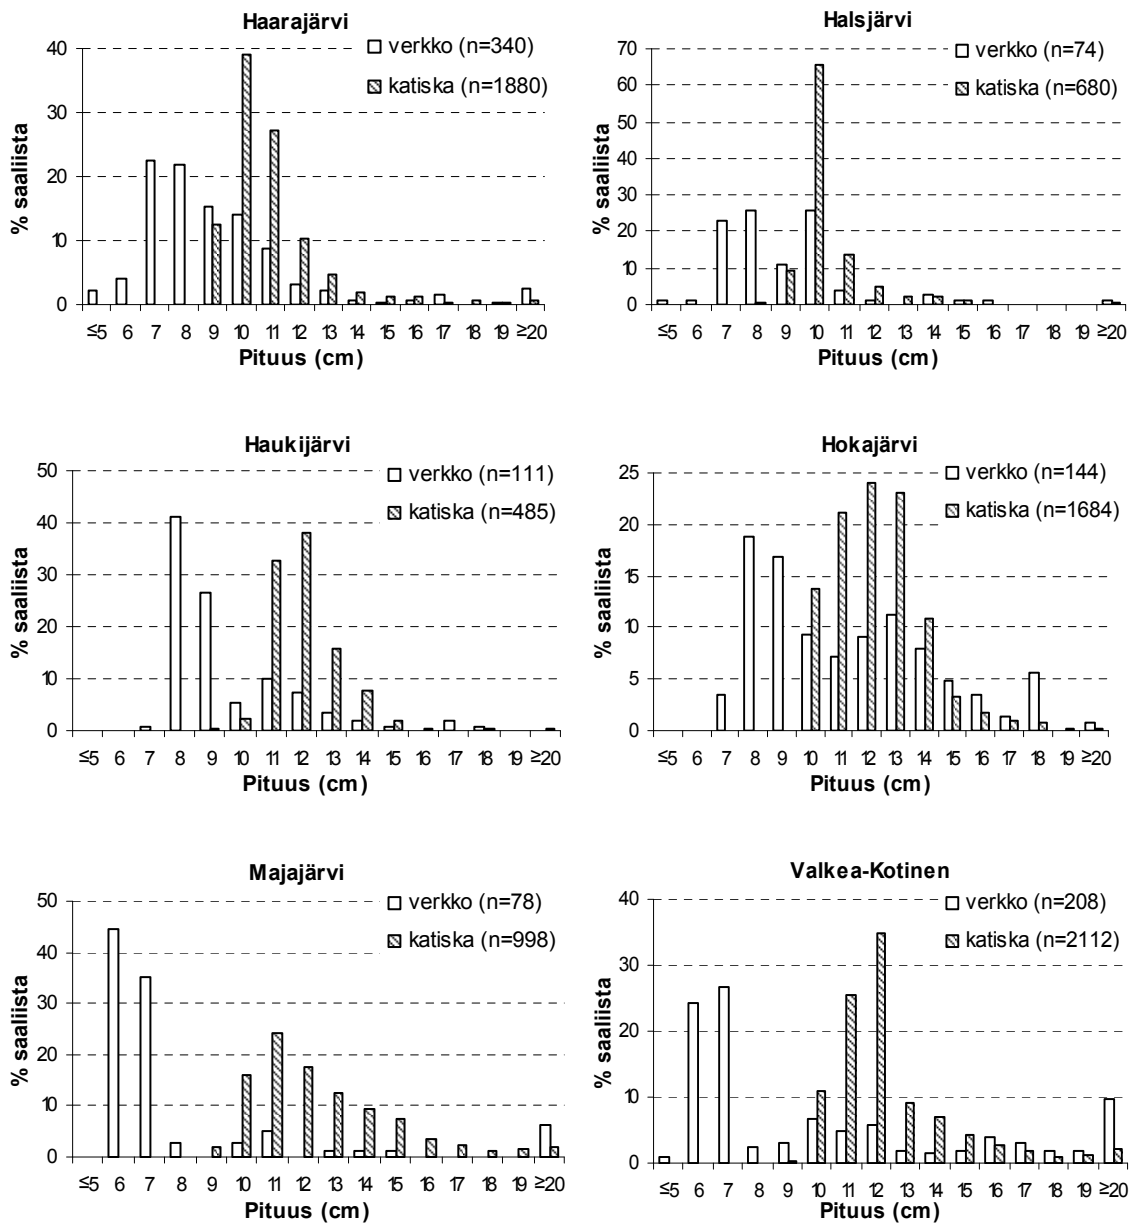 Haarajärvi
verkko (n=340)
katiska (n=1880)
% saaliista
40
30
20
10
0
≤5 6 7 8 9 10 11 12 13 14 15 16 17 18 19 ≥20
Pituus (cm)
Halsjärvi
verkko (n=74)
katiska (n=680)
% saaliista
70
60
50
40
30
20
10
0
≤5 6 7 8 9 10 11 12 13 14 15 16 17 18 19 ≥20
Pituus (cm)
Haukijärvi
verkko (n=111)
katiska (n=485)
% saaliista
50
40
30
20
10
0
≤5 6 7 8 9 10 11 12 13 14 15 16 17 18 19 ≥20
Pituus (cm)
Hokajärvi
verkko (n=144)
katiska (n=1684)
% saaliista
25
20
15
10
5
0
≤5 6 7 8 9 10 11 12 13 14 15 16 17 18 19 ≥20
Pituus (cm)
Majajärvi
verkko (n=78)
katiska (n=998)
% saaliista
50
40
30
20
10
0
≤5 6 7 8 9 10 11 12 13 14 15 16 17 18 19 ≥20
Pituus (cm)
Valkea-Kotinen
verkko (n=208)
katiska (n=2112)
% saaliista
40
30
20
10
0
≤5 6 7 8 9 10 11 12 13 14 15 16 17 18 19 ≥20
Pituus (cm)